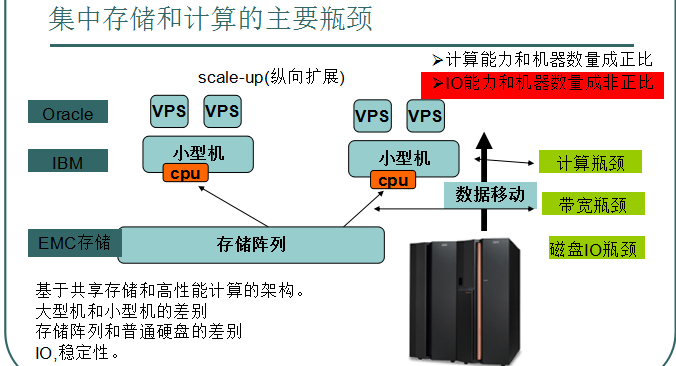 集中存储和计算的主要瓶颈
➢计算能力和机器数量成正比
➢IO能力和机器数量成非正比
scale-up(纵向扩展)
Oracle
VPS
VPS
VPS
VPS
IBM
小型机
cpu
小型机
cpu
计算瓶颈
数据移动
带宽瓶颈
EMC存储
存储阵列
磁盘IO瓶颈
基于共享存储和高性能计算的架构。
大型机和小型机的差别
存储阵列和普通硬盘的差别
IO,稳定性。